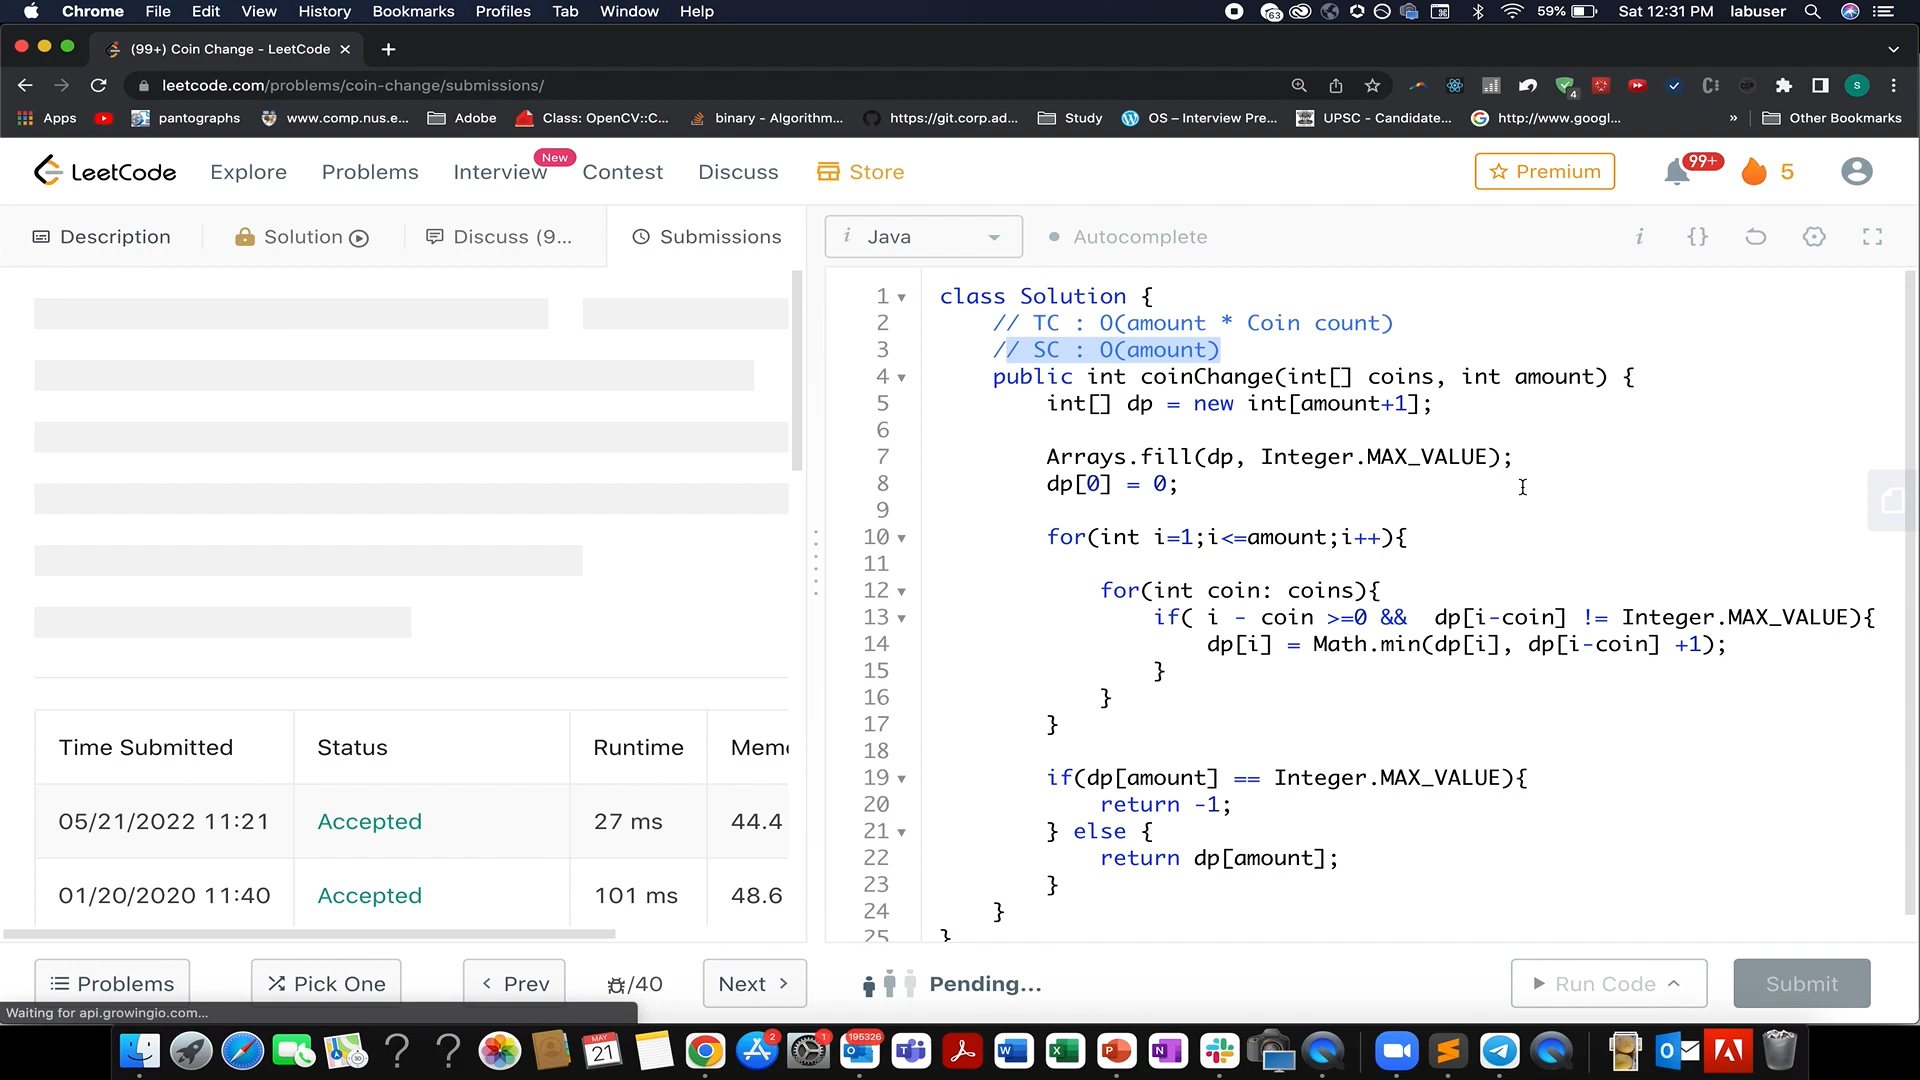 Chrome File Edit View History Bookmarks Profiles Tab Window Help
63
59% Sat 12:31 PM labuser
(99+) Coin Change - LeetCode
leetcode.com/problems/coin-change/submissions/
4
S
Apps pantographs www.comp.nus.e... Adobe Class: OpenCV::C... binary - Algorithm... https://git.corp.ad... Study OS – Interview Pre... UPSC - Candidate... http://www.googl... » Other Bookmarks
LeetCode Explore Problems Interview New Contest Discuss Store Premium 99+ 5
Description Solution Discuss (9... Submissions
i Java Autocomplete i {}
1 class Solution {
2 // TC : O(amount * Coin count)
3 // SC : O(amount)
4 public int coinChange(int[] coins, int amount) {
5 int[] dp = new int[amount+1];
6
7 Arrays.fill(dp, Integer.MAX_VALUE);
8 dp[0] = 0;
9
10 for(int i=1;i<=amount;i++){
11
12 for(int coin: coins){
13 if( i - coin >=0 && dp[i-coin] != Integer.MAX_VALUE){
14 dp[i] = Math.min(dp[i], dp[i-coin] +1);
15 }
16 }
17 }
18
19 if(dp[amount] == Integer.MAX_VALUE){
20 return -1;
21 } else {
22 return dp[amount];
23 }
24 }
25 }
Time Submitted Status Runtime Mem
05/21/2022 11:21 Accepted 27 ms 44.4
01/20/2020 11:40 Accepted 101 ms 48.6
Problems Pick One < Prev /40 Next >
Pending... Run Code Submit
Waiting for api.growingio.com...
MAY
21
2
1
195326